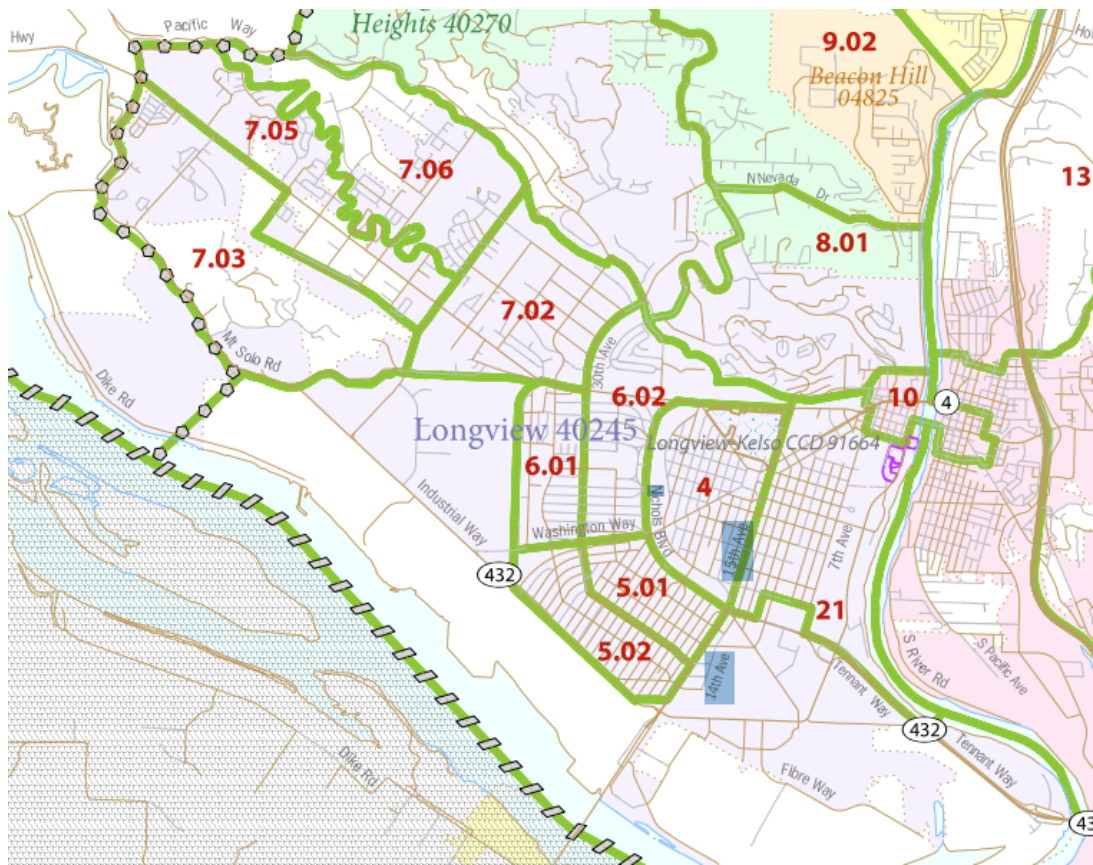 Pacific Way
Heights 40270
Hwy
9.02
Ho
Beacon Hill
04825
7.05
7.06
N Nevada Dr
13
8.01
7.03
7.02
Mt Solo Rd
30th Ave
Dike Rd
6.02
10
4
Longview 40245
Longview-Kelso CCD 91664
6.01
4
Industrial Way
Nichols Blvd
Washington Way
15th Ave
7th Ave
432
5.01
21
5.02
14th Ave
Tennant Way
S River Rd
S Pacific Ave
432
Tennant Way
Dike Rd
Fibre Way
43